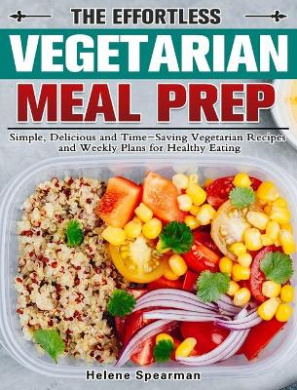 THE EFFORTLESS
VEGETARIAN
MEAL PREP
Simple, Delicious and Time-Saving Vegetarian Recipes
and Weekly Plans for Healthy Eating
Helene Spearman